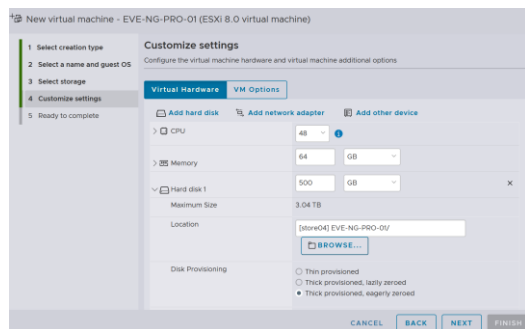 New virtual machine - EVE-NG-PRO-01 (ESXi 8.0 virtual machine)
1 Select creation type
2 Select a name and guest OS
3 Select storage
4 Customize settings
5 Ready to complete
Customize settings
Configure the virtual machine hardware and virtual machine additional options
Virtual Hardware VM Options
Add hard disk Add network adapter Add other device
CPU 48
Memory 64 GB
Hard disk 1 500 GB
Maximum Size 3.04 TB
Location [store04] EVE-NG-PRO-01/
BROWSE...
Disk Provisioning Thin provisioned
Thick provisioned, lazily zeroed
Thick provisioned, eagerly zeroed
CANCEL BACK NEXT FINISH